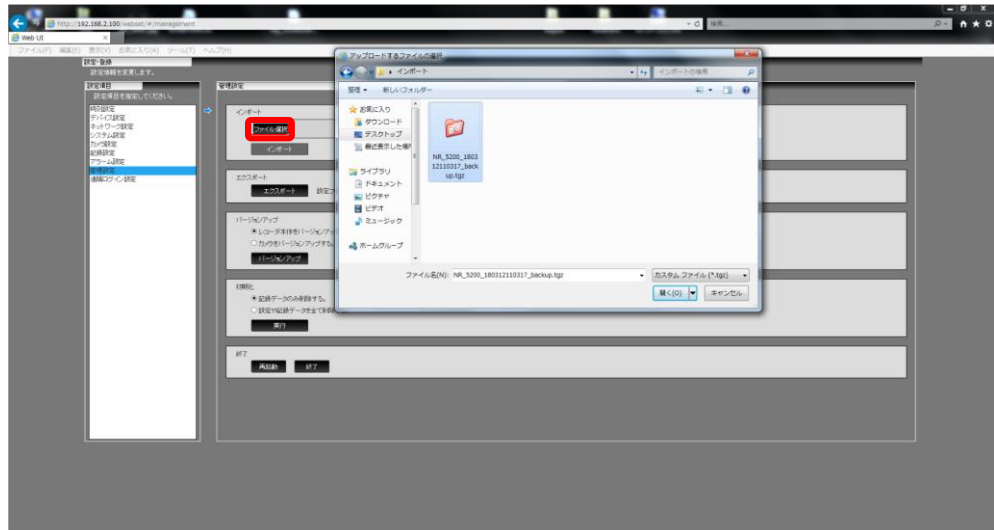 http://192.168.2.100/webset/#/management
検索...
Web UI
ファイル(F) 編集(E) 表示(V) お気に入り(A) ツール(T) ヘルプ(H)
設定・登録
設定情報を変更します。
設定項目
設定項目を指定してください。
時刻設定
デバイス設定
ネットワーク設定
システム設定
カメラ設定
記録設定
アラーム設定
管理設定
遠隔ログイン設定
管理設定
インポート
ファイル選択
インポート
エクスポート
エクスポート
バージョンアップ
レコーダ本体をバージョンアッ
カメラをバージョンアップする。
バージョンアップ
初期化
記録データのみ削除する。
設定や記録データを全て削除
実行
終了
再起動 終了
アップロードするファイルの選択
インポート
インポートの検索
整理 新しいフォルダー
お気に入り
ダウンロード
デスクトップ
最近表示した場所
ライブラリ
ドキュメント
ピクチャ
ビデオ
ミュージック
ホームグループ
NR_5200_1803
12110317_back
up.tgz
ファイル名(N): NR_5200_180312110317_backup.tgz
カスタム ファイル (*.tgz)
開く(O) キャンセル